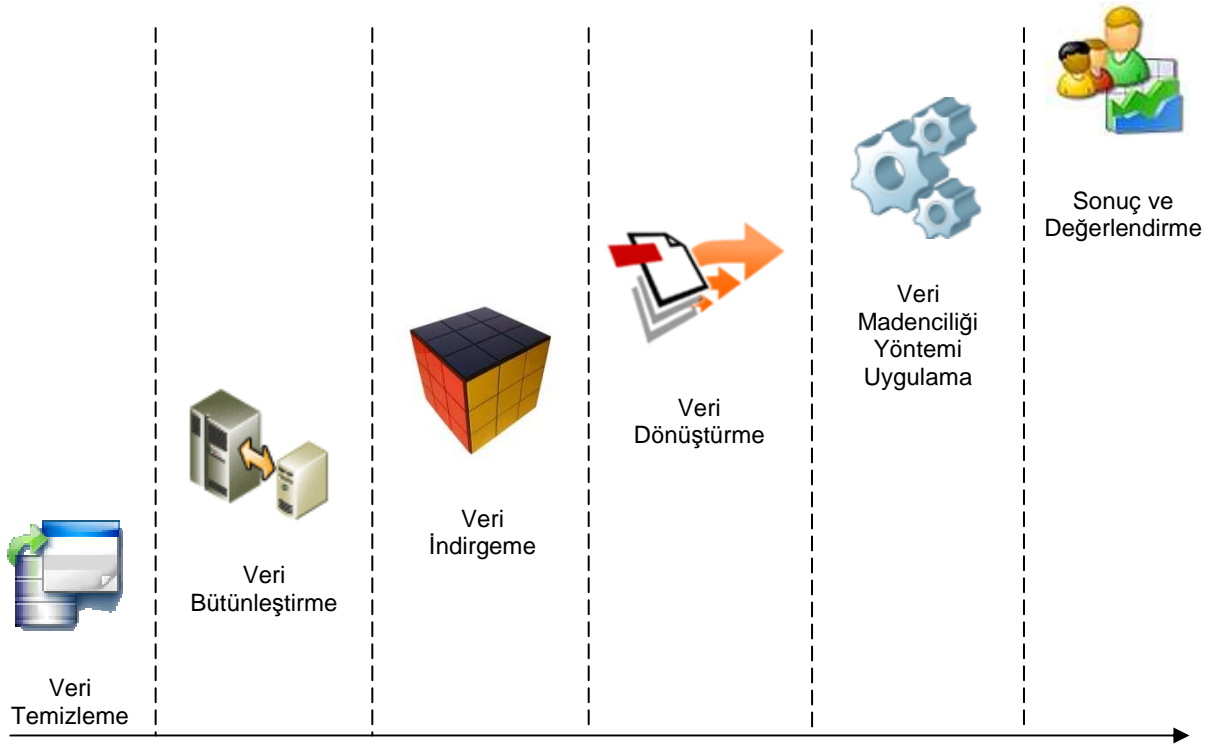 Veri
Temizleme
Veri
Bütünleştirme
Veri
İndirgeme
Veri
Dönüştürme
Veri
Madenciliği
Yöntemi
Uygulama
Sonuç ve
Değerlendirme